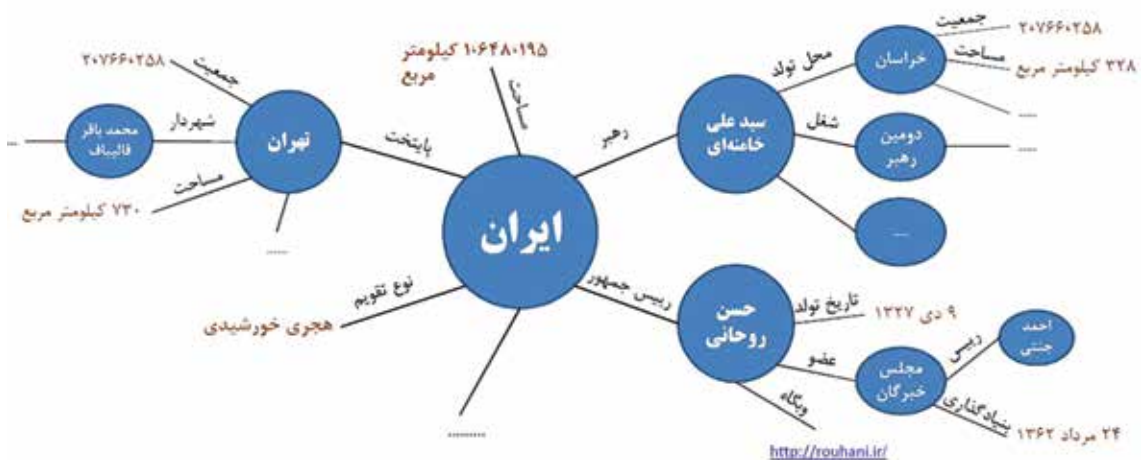 ایران
مساحت
۱۰۶۴۸۰۱۹۵ کیلومتر
مربع
رهبر
سید علی
خامنه‌ای
محل تولد
خراسان
جمعیت
۲۰۷۶۶۰۲۵۸
مساحت
۳۲۸ کیلومتر مربع
.....
شغل
دومین
رهبر
.....
....
رییس جمهور
حسن
روحانی
تاریخ تولد
۹ دی ۱۳۲۷
عضو
مجلس
خبرگان
رییس
احمد
جنتی
بنیادگذاری
۲۴ مرداد ۱۳۶۲
وبگاه
http://rouhani.ir/
پایتخت
تهران
جمعیت
۲۰۷۶۶۰۲۵۸
شهردار
محمد باقر
قالیباف
...
مساحت
۷۳۰ کیلومتر مربع
......
نوع تقویم
هجری خورشیدی
.........